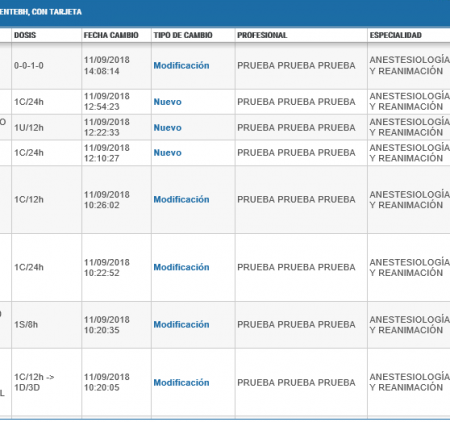 ENTEBH, CON TARJETA
DOSIS FECHA CAMBIO TIPO DE CAMBIO PROFESIONAL ESPECIALIDAD
0-0-1-0 11/09/2018 14:08:14 Modificación PRUEBA PRUEBA PRUEBA ANESTESIOLOGÍA Y REANIMACIÓN
1C/24h 11/09/2018 12:54:23 Nuevo PRUEBA PRUEBA PRUEBA ANESTESIOLOGÍA Y REANIMACIÓN
O 1U/12h 11/09/2018 12:22:33 Nuevo PRUEBA PRUEBA PRUEBA ANESTESIOLOGÍA Y REANIMACIÓN
1C/24h 11/09/2018 12:10:27 Nuevo PRUEBA PRUEBA PRUEBA ANESTESIOLOGÍA Y REANIMACIÓN
1C/12h 11/09/2018 10:26:02 Modificación PRUEBA PRUEBA PRUEBA ANESTESIOLOGÍA Y REANIMACIÓN
1C/24h 11/09/2018 10:22:52 Modificación PRUEBA PRUEBA PRUEBA ANESTESIOLOGÍA Y REANIMACIÓN
1S/8h 11/09/2018 10:20:35 Modificación PRUEBA PRUEBA PRUEBA ANESTESIOLOGÍA Y REANIMACIÓN
L 1C/12h -> 1D/3D 11/09/2018 10:20:05 Modificación PRUEBA PRUEBA PRUEBA ANESTESIOLOGÍA Y REANIMACIÓN